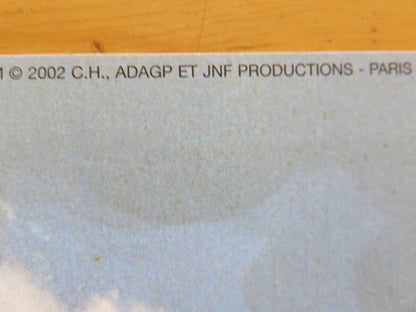 © 2002 C.H., ADAGP ET JNF PRODUCTIONS - PARIS